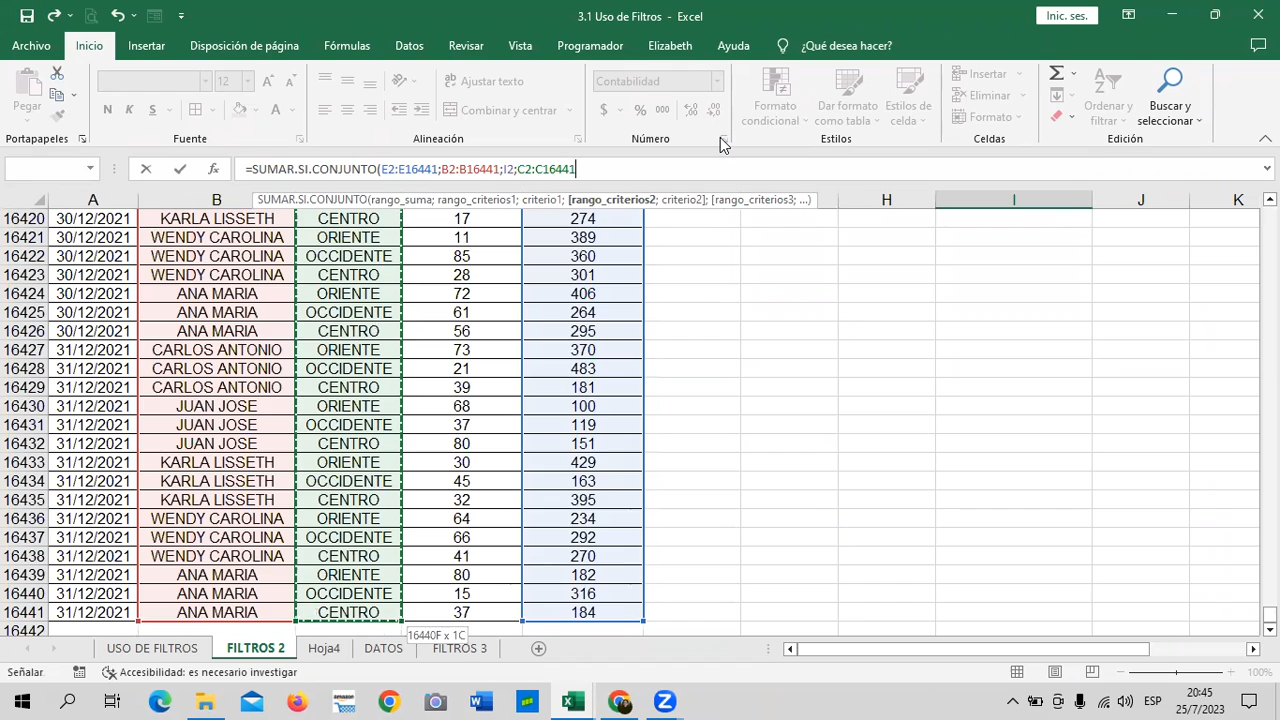 3.1 Uso de Filtros - Excel
Inic. ses.
Archivo Inicio Insertar Disposición de página Fórmulas Datos Revisar Vista Programador Elizabeth Ayuda ¿Qué desea hacer?
Pegar
12
Ajustar texto
Combinar y centrar
Contabilidad
Formato condicional
Dar formato como tabla
Estilos de celda
Insertar
Eliminar
Formato
Ordenar y filtrar
Buscar y seleccionar
Portapapeles Fuente Alineación Número Estilos Celdas Edición
=SUMAR.SI.CONJUNTO(E2:E16441;B2:B16441;I2;C2:C16441
SUMAR.SI.CONJUNTO(rango_suma; rango_criterios1; criterio1; [rango_criterios2; criterio2]; [rango_criterios3; ...)
A B H I J K
16420 30/12/2021 KARLA LISSETH CENTRO 17 274
16421 30/12/2021 WENDY CAROLINA ORIENTE 11 389
16422 30/12/2021 WENDY CAROLINA OCCIDENTE 85 360
16423 30/12/2021 WENDY CAROLINA CENTRO 28 301
16424 30/12/2021 ANA MARIA ORIENTE 72 406
16425 30/12/2021 ANA MARIA OCCIDENTE 61 264
16426 30/12/2021 ANA MARIA CENTRO 56 295
16427 31/12/2021 CARLOS ANTONIO ORIENTE 73 370
16428 31/12/2021 CARLOS ANTONIO OCCIDENTE 21 483
16429 31/12/2021 CARLOS ANTONIO CENTRO 39 181
16430 31/12/2021 JUAN JOSE ORIENTE 68 100
16431 31/12/2021 JUAN JOSE OCCIDENTE 37 119
16432 31/12/2021 JUAN JOSE CENTRO 80 151
16433 31/12/2021 KARLA LISSETH ORIENTE 30 429
16434 31/12/2021 KARLA LISSETH OCCIDENTE 45 163
16435 31/12/2021 KARLA LISSETH CENTRO 32 395
16436 31/12/2021 WENDY CAROLINA ORIENTE 64 234
16437 31/12/2021 WENDY CAROLINA OCCIDENTE 66 292
16438 31/12/2021 WENDY CAROLINA CENTRO 41 270
16439 31/12/2021 ANA MARIA ORIENTE 80 182
16440 31/12/2021 ANA MARIA OCCIDENTE 15 316
16441 31/12/2021 ANA MARIA CENTRO 37 184
16442
16440F x 1C
USO DE FILTROS FILTROS 2 Hoja4 DATOS FILTROS 3
Señalar Accesibilidad: es necesario investigar 100%
ESP
20:45
25/7/2023